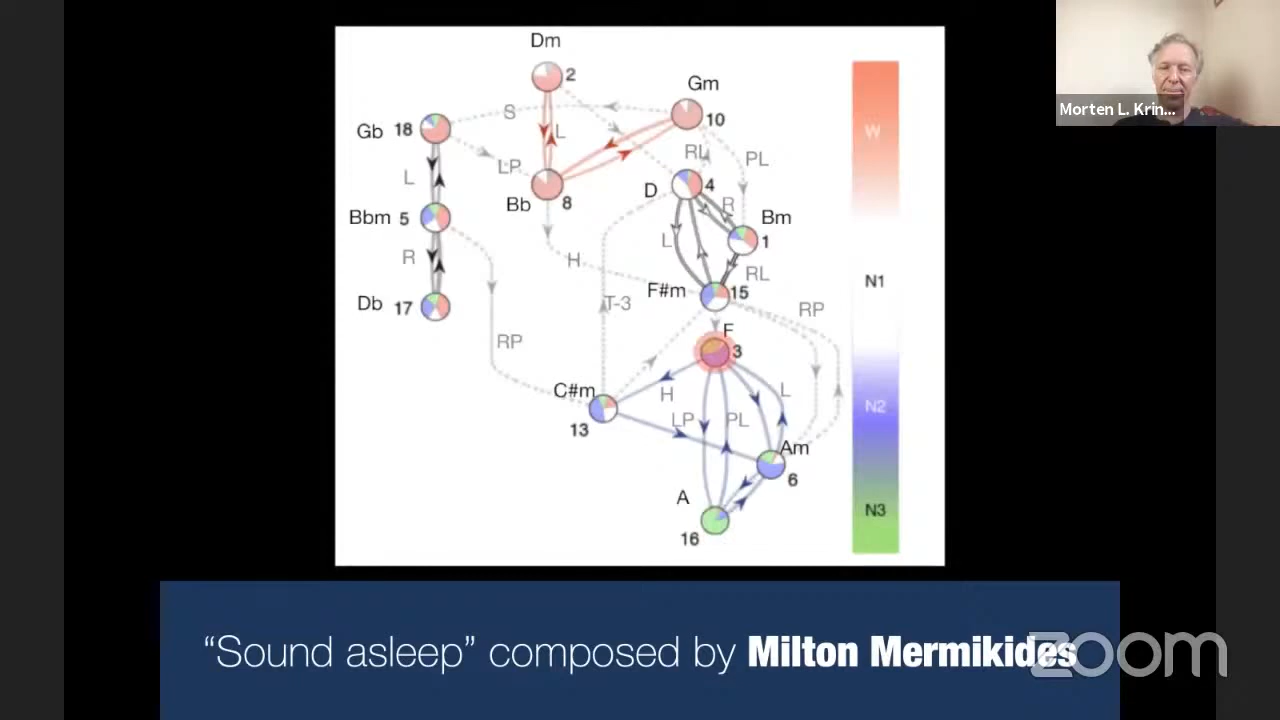 Dm
2
Gm
10
Morten L. Krin...
W
Gb 18
S
L
PL
LP
RL
L
D
4
Bb
8
R
Bbm 5
Bm
1
L
R
H
RL
N1
F#m
15
Db 17
T-3
RP
F
3
RP
C#m
H
L
13
LP
PL
N2
Am
6
A
16
N3
“Sound asleep” composed by Milton Mermikides
zoom